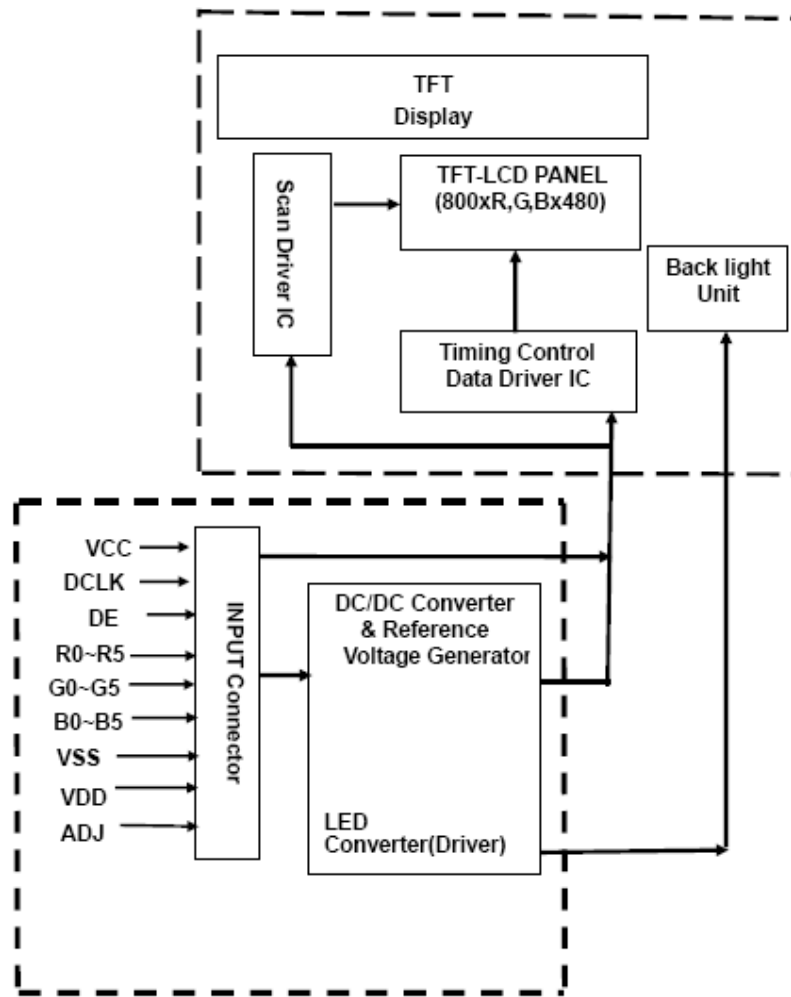 TFT
Display
Scan Driver IC
TFT-LCD PANEL
(800xR,G,Bx480)
Back light
Unit
Timing Control
Data Driver IC
VCC
DCLK
DE
R0~R5
G0~G5
B0~B5
VSS
VDD
ADJ
INPUT Connector
DC/DC Converter
& Reference
Voltage Generator
LED
Converter(Driver)